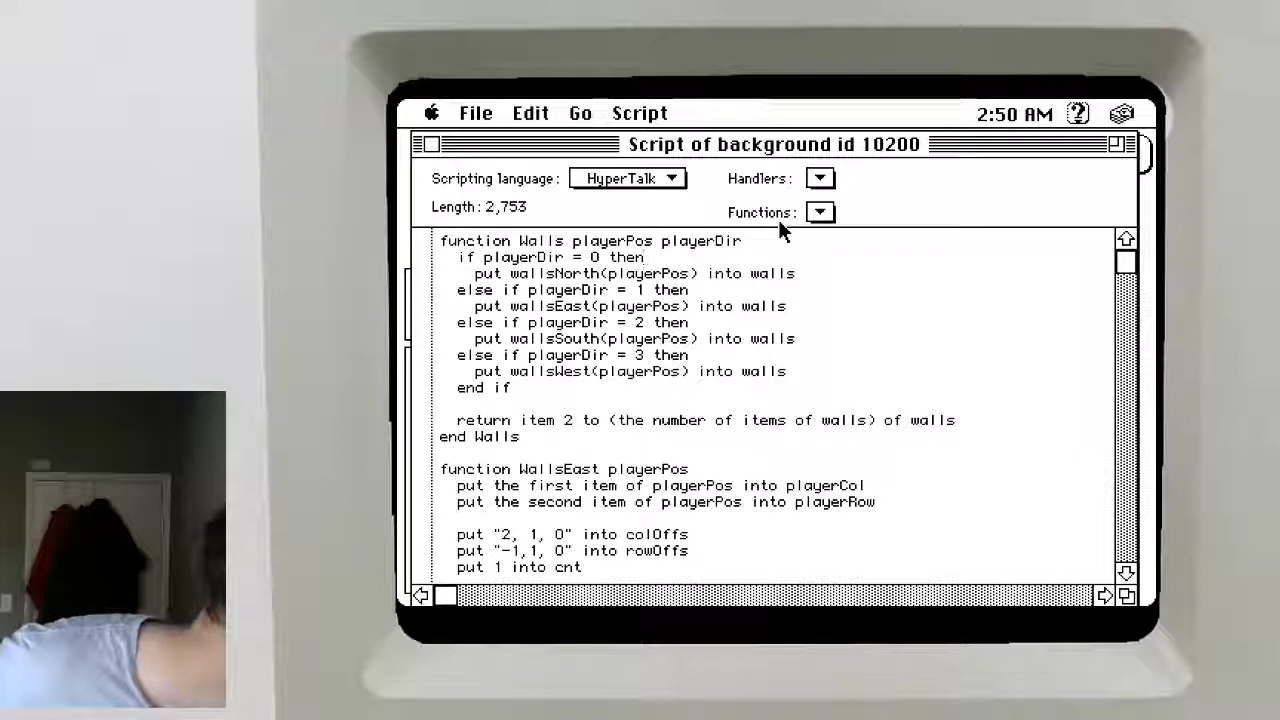 File Edit Go Script 2:50 AM
Script of background id 10200
Scripting language: HyperTalk Handlers:
Length: 2,753 Functions:
function Walls playerPos playerDir
if playerDir = 0 then
put wallsNorth(playerPos) into walls
else if playerDir = 1 then
put wallsEast(playerPos) into walls
else if playerDir = 2 then
put wallsSouth(playerPos) into walls
else if playerDir = 3 then
put wallsWest(playerPos) into walls
end if
return item 2 to (the number of items of walls) of walls
end Walls
function WallsEast playerPos
put the first item of playerPos into playerCol
put the second item of playerPos into playerRow
put "2, 1, 0" into colOffs
put "-1,1, 0" into rowOffs
put 1 into cnt